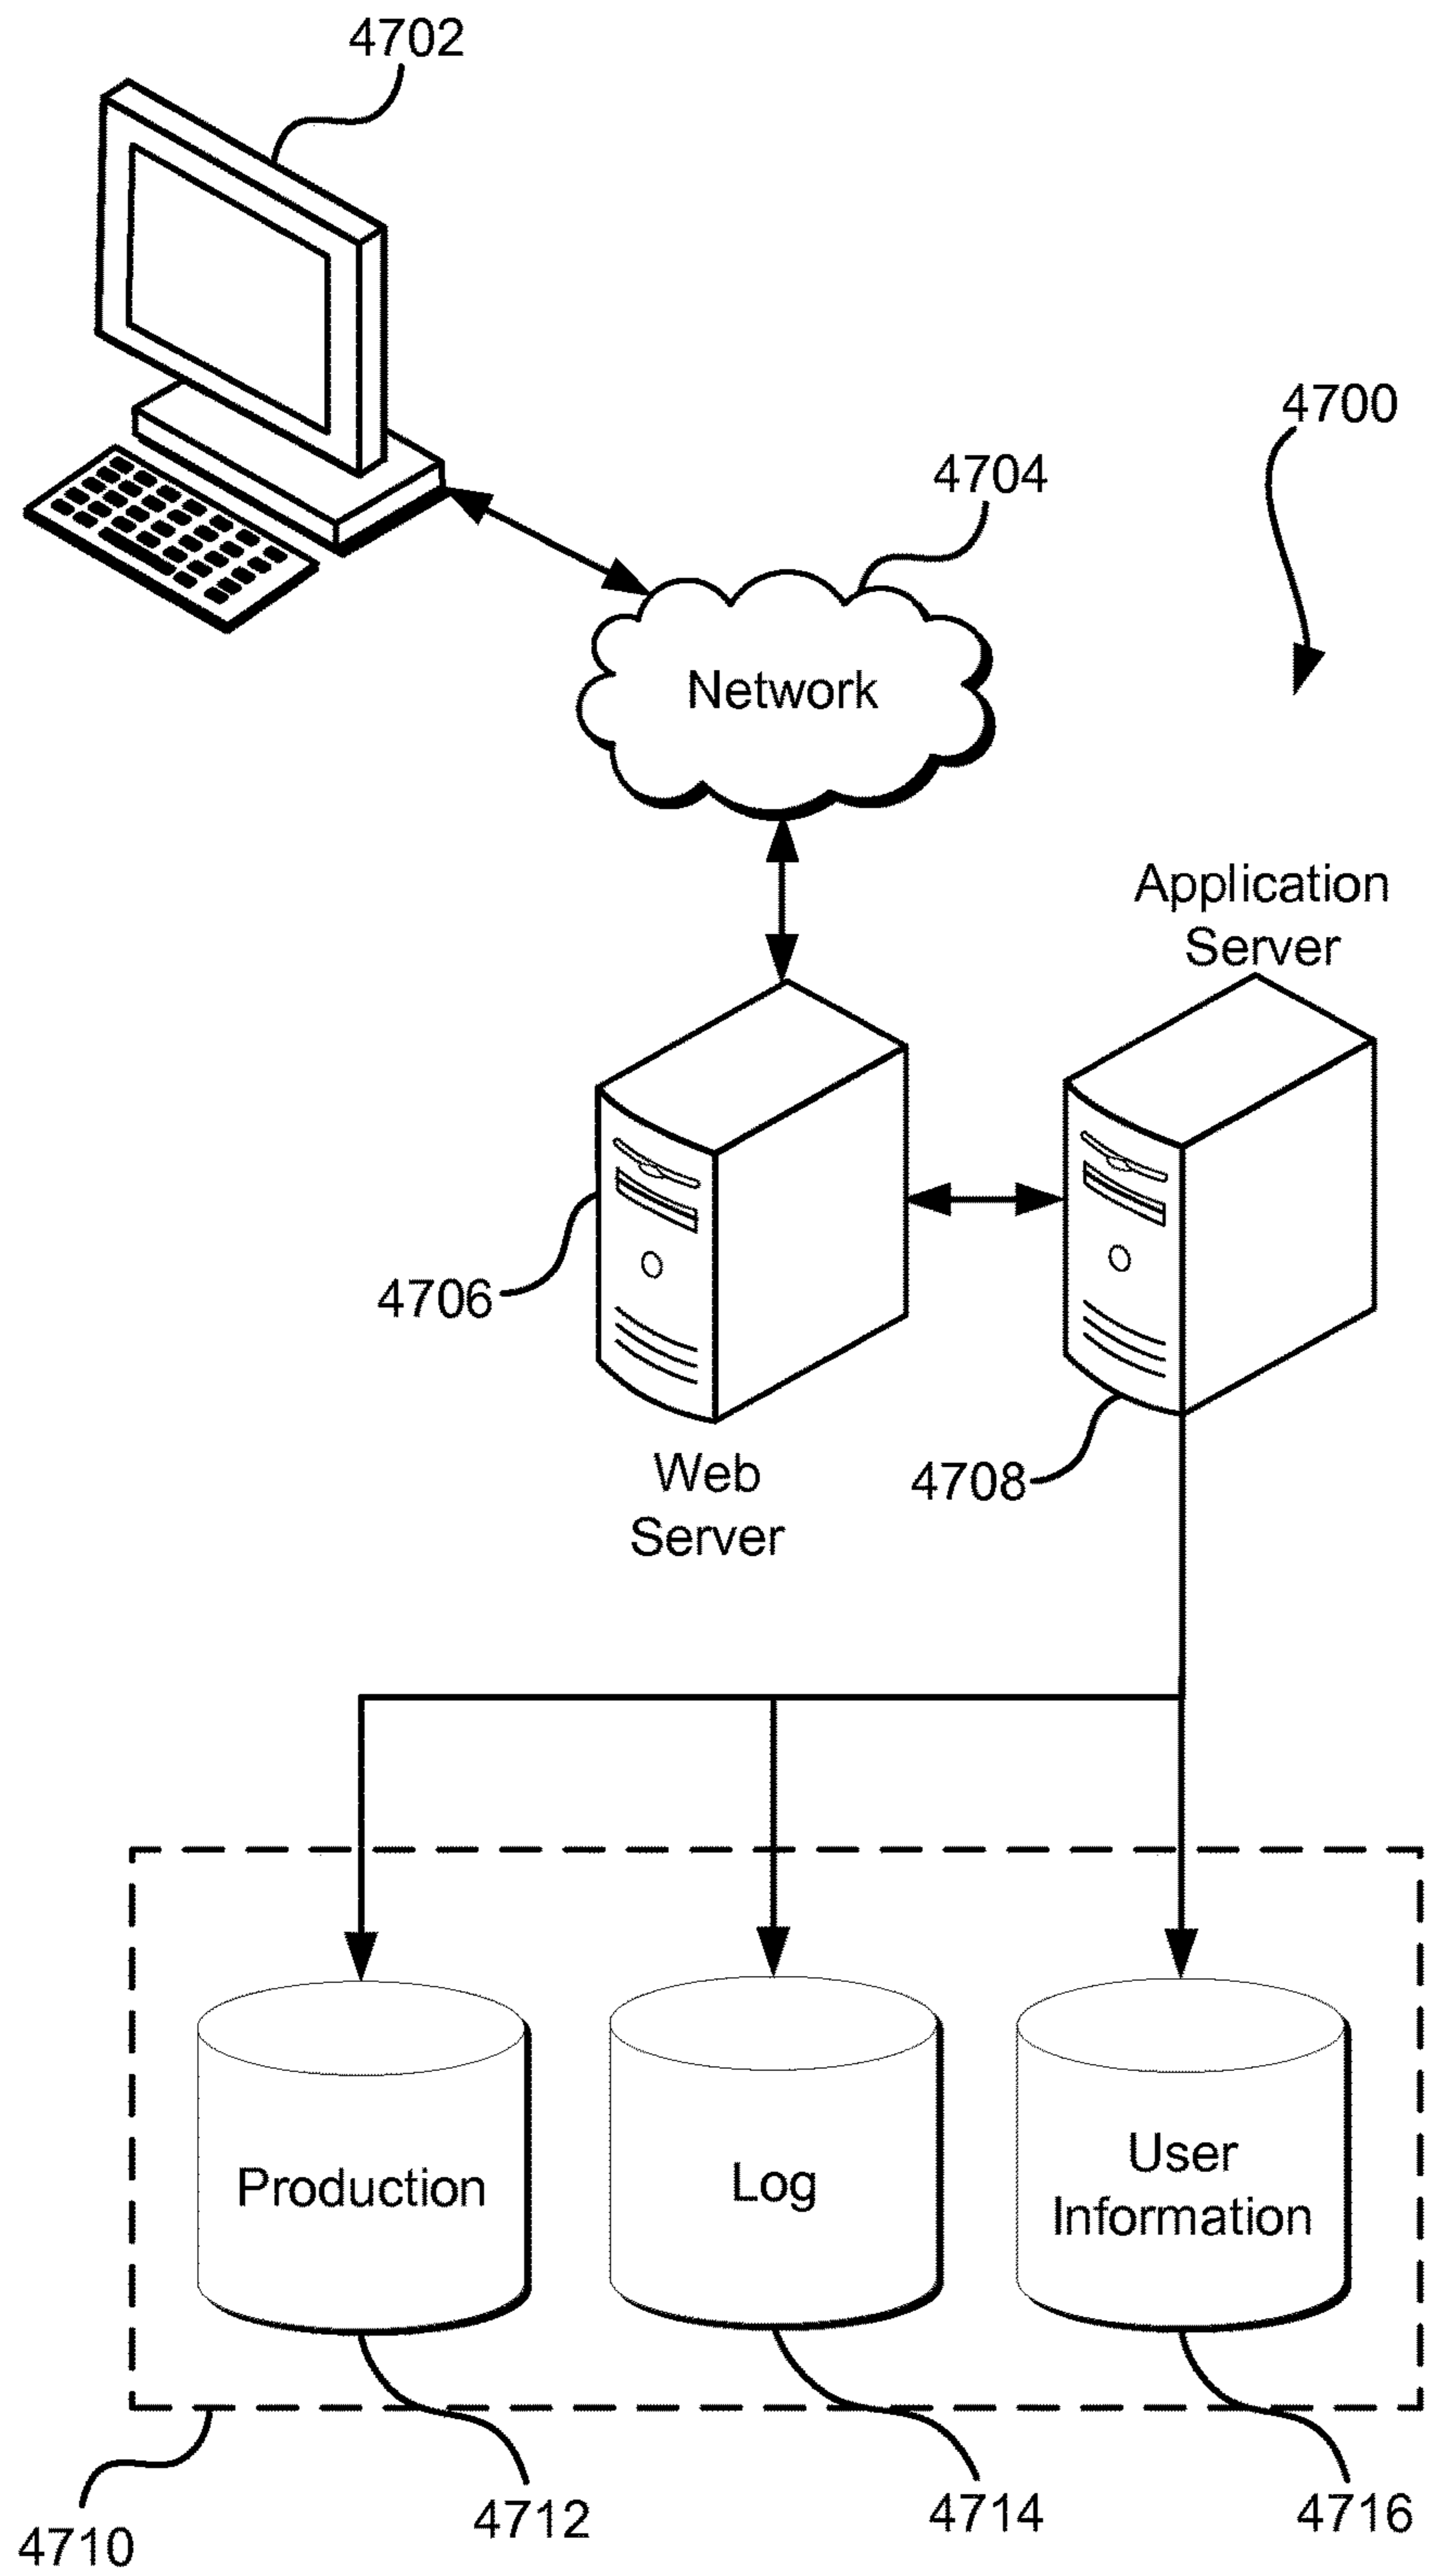 4702
4700
4704
Network
Application
Server
4706
Web
Server
4708
Production
Log
User
Information
4710
4712
4714
4716